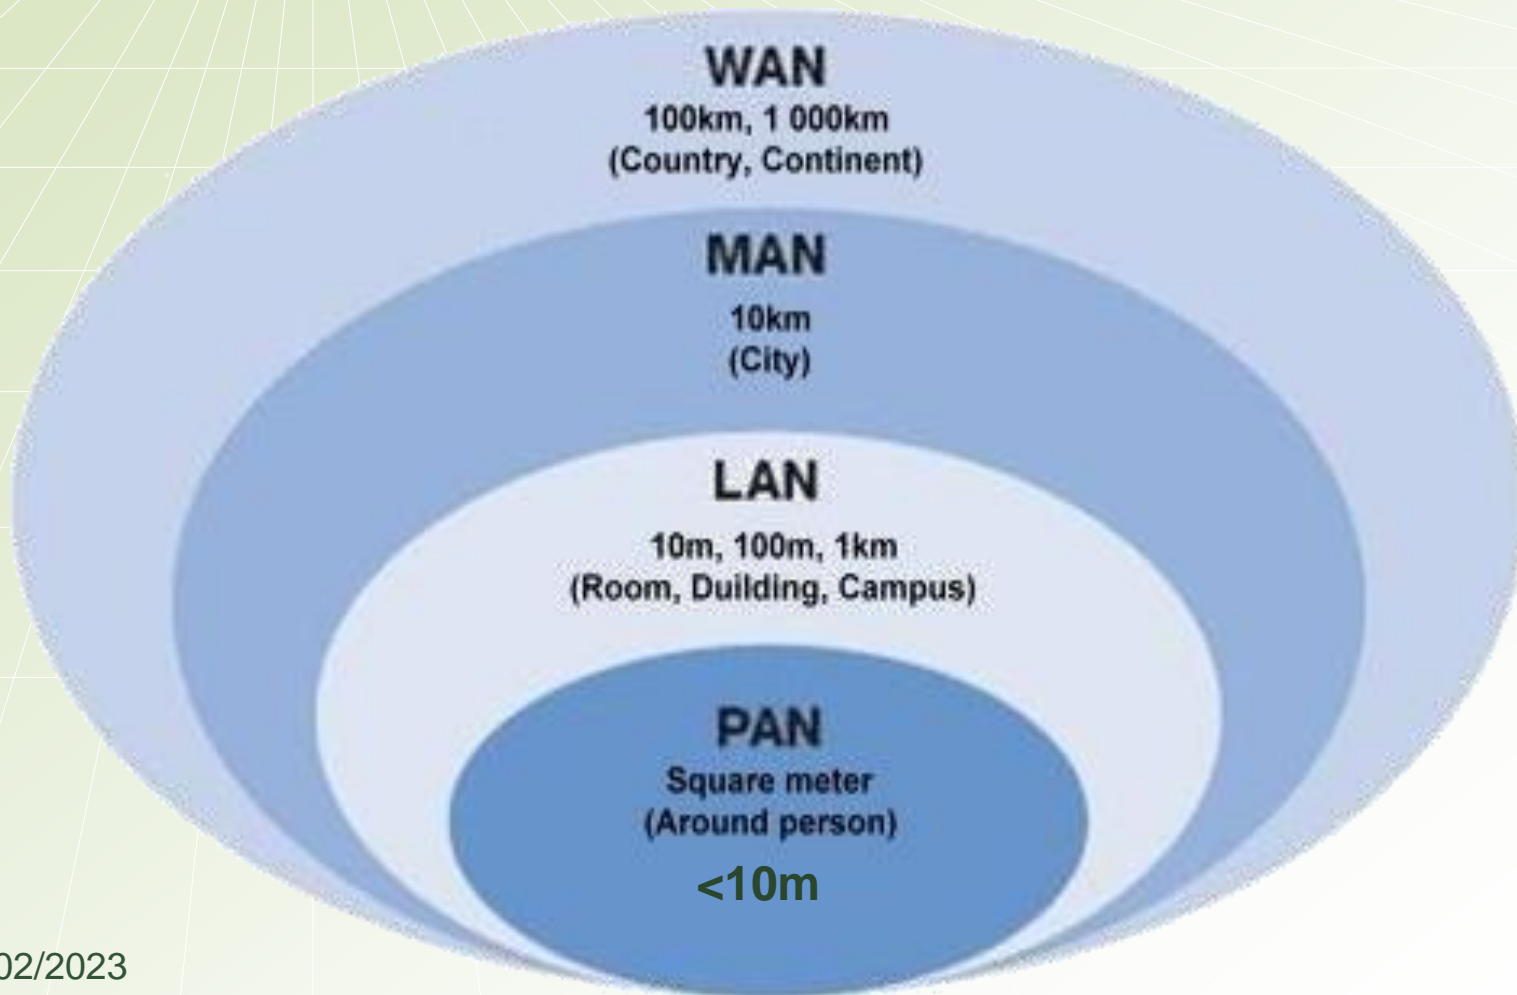 WAN
100km, 1 000km
(Country, Continent)
MAN
10km
(City)
LAN
10m, 100m, 1km
(Room, Duilding, Campus)
PAN
Square meter
(Around person)
<10m
02/2023